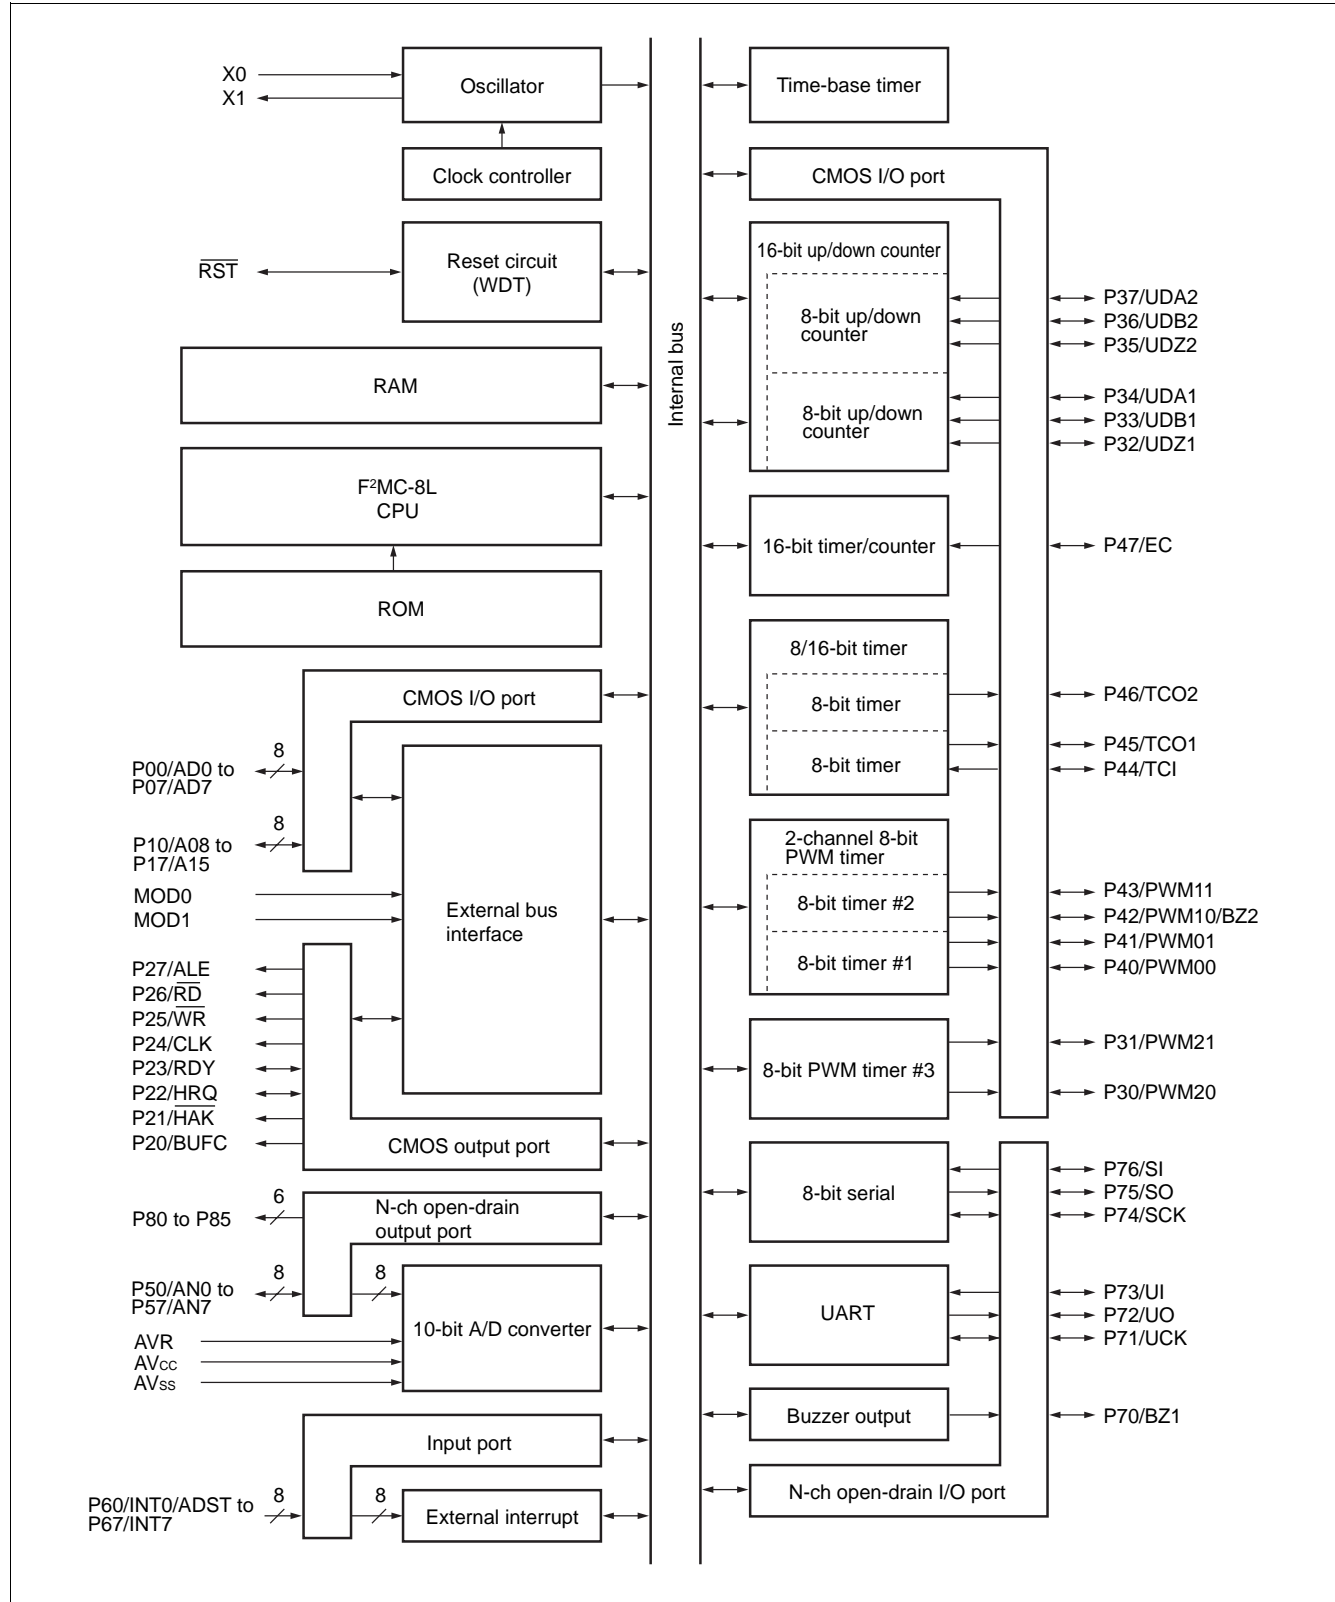 X0
X1
Oscillator
Clock controller
RST
Reset circuit
(WDT)
RAM
F²MC-8L
CPU
ROM
CMOS I/O port
8
P00/AD0 to
P07/AD7
8
P10/A08 to
P17/A15
MOD0
MOD1
External bus
interface
P27/ALE
P26/RD
P25/WR
P24/CLK
P23/RDY
P22/HRQ
P21/HAK
P20/BUFC
CMOS output port
6
P80 to P85
N-ch open-drain
output port
8
8
P50/AN0 to
P57/AN7
10-bit A/D converter
AVR
AVCC
AVSS
Input port
8
8
P60/INT0/ADST to
P67/INT7
External interrupt
Internal bus
Time-base timer
CMOS I/O port
16-bit up/down counter
8-bit up/down
counter
8-bit up/down
counter
P37/UDA2
P36/UDB2
P35/UDZ2
P34/UDA1
P33/UDB1
P32/UDZ1
16-bit timer/counter
P47/EC
8/16-bit timer
8-bit timer
8-bit timer
P46/TCO2
P45/TCO1
P44/TCI
2-channel 8-bit
PWM timer
8-bit timer #2
8-bit timer #1
P43/PWM11
P42/PWM10/BZ2
P41/PWM01
P40/PWM00
8-bit PWM timer #3
P31/PWM21
P30/PWM20
8-bit serial
P76/SI
P75/SO
P74/SCK
UART
P73/UI
P72/UO
P71/UCK
Buzzer output
P70/BZ1
N-ch open-drain I/O port